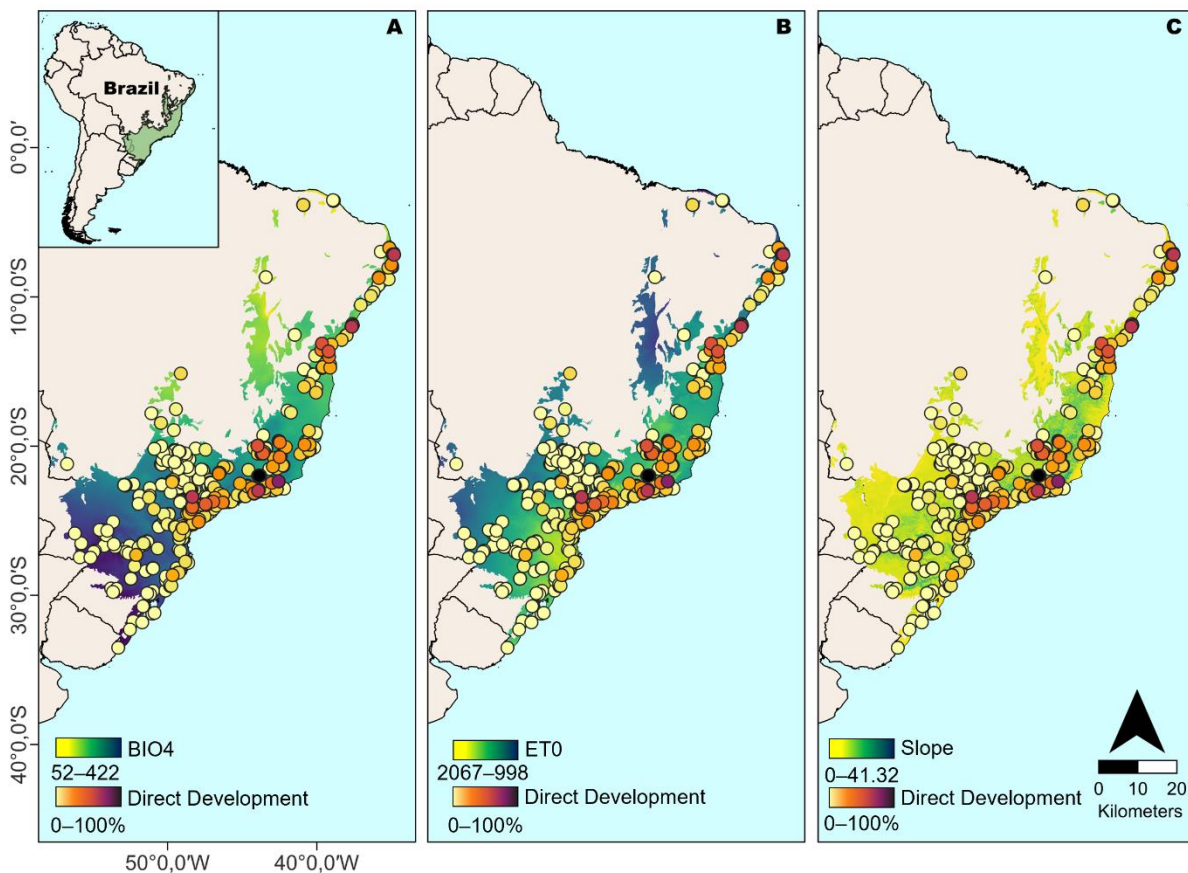 A
B
C
Brazil
0°0,0′
10°0,0′S
20°0,0′S
30°0,0′S
40°0,0′S
BIO4
52–422
Direct Development
0–100%
ET0
2067–998
Direct Development
0–100%
Slope
0–41.32
Direct Development
0–100%
0 10 20
Kilometers
50°0,0′W 40°0,0′W